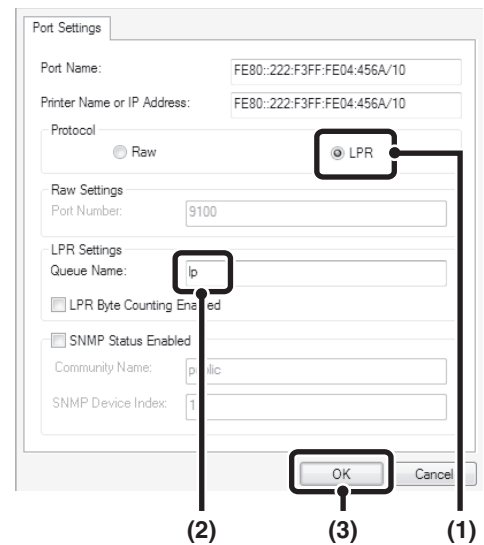 Port Settings
Port Name: FE80::222:F3FF:FE04:456A/10
Printer Name or IP Address: FE80::222:F3FF:FE04:456A/10
Protocol
Raw LPR
Raw Settings
Port Number: 9100
LPR Settings
Queue Name: lp
LPR Byte Counting Enabled
SNMP Status Enabled
Community Name: public
SNMP Device Index: 1
OK Cancel
(2) (3) (1)